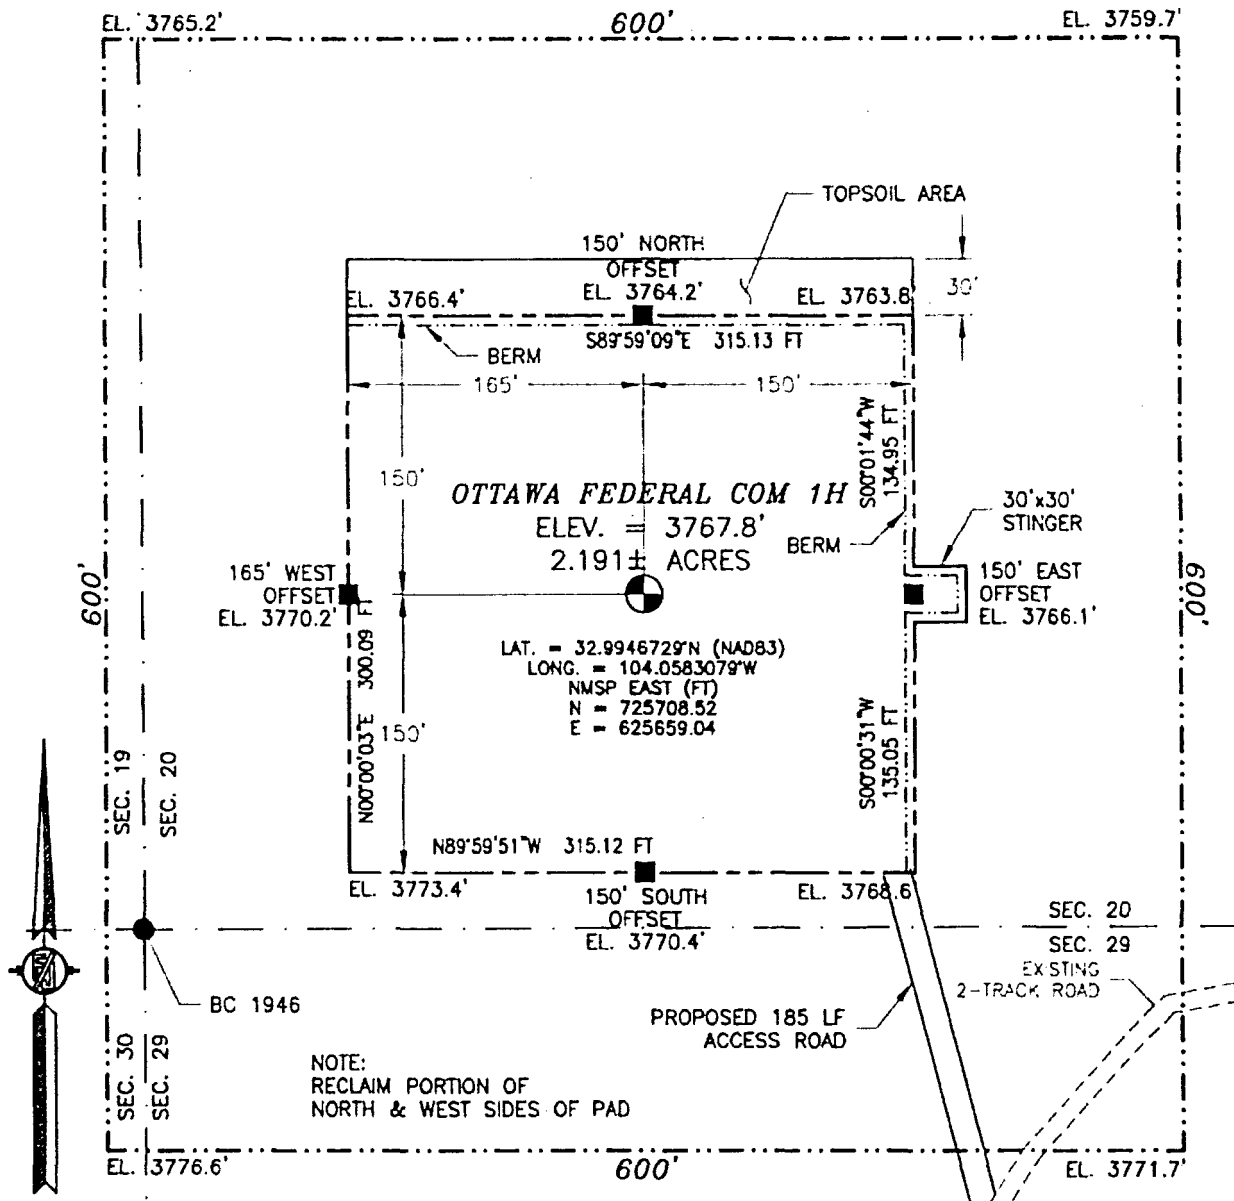 EL. 3765.2'
600'
EL. 3759.7'
TOPSOIL AREA
150' NORTH
OFFSET
EL. 3764.2'
EL. 3766.4'
EL. 3763.8
30'
S89°59'09"E 315.13 FT
BERM
165'
150'
S00°01'44"W
134.95 FT
150'
OTTAWA FEDERAL COM 1H
ELEV. = 3767.8'
2.191± ACRES
30'x30'
STINGER
BERM
600'
165' WEST
OFFSET
EL. 3770.2'
150' EAST
OFFSET
EL. 3766.1'
600'
LAT. = 32.9946729°N (NAD83)
LONG. = 104.0583079°W
NMSP EAST (FT)
N = 725708.52
E = 625659.04
N00°00'03"E 300.09 FT
150'
S00°00'31"W
135.05 FT
SEC. 19
SEC. 20
N89°59'51"W 315.12 FT
EL. 3773.4'
EL. 3768.6
150' SOUTH
OFFSET
EL. 3770.4'
SEC. 20
SEC. 29
EXISTING
2-TRACK ROAD
BC 1946
PROPOSED 185 LF
ACCESS ROAD
SEC. 30
SEC. 29
NOTE:
RECLAIM PORTION OF
NORTH & WEST SIDES OF PAD
EL. 3776.6'
600'
EL. 3771.7'